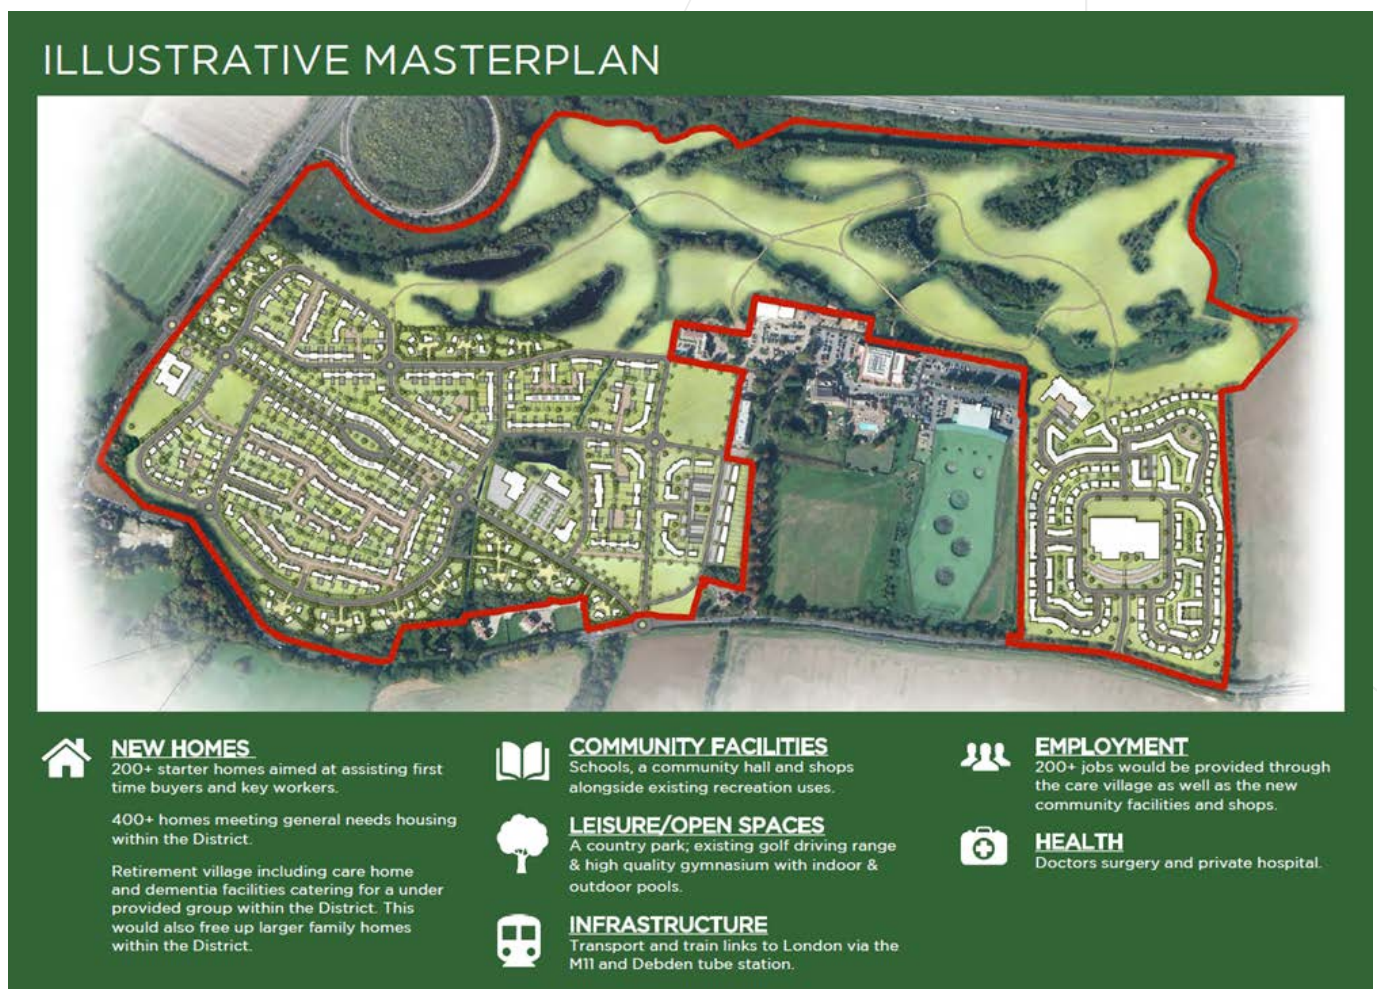 ILLUSTRATIVE MASTERPLAN
NEW HOMES
200+ starter homes aimed at assisting first
time buyers and key workers.
400+ homes meeting general needs housing
within the District.
Retirement village including care home
and dementia facilities catering for a under
provided group within the District. This
would also free up larger family homes
within the District.
COMMUNITY FACILITIES
Schools, a community hall and shops
alongside existing recreation uses.
LEISURE/OPEN SPACES
A country park; existing golf driving range
& high quality gymnasium with indoor &
outdoor pools.
INFRASTRUCTURE
Transport and train links to London via the
M11 and Debden tube station.
EMPLOYMENT
200+ jobs would be provided through
the care village as well as the new
community facilities and shops.
HEALTH
Doctors surgery and private hospital.